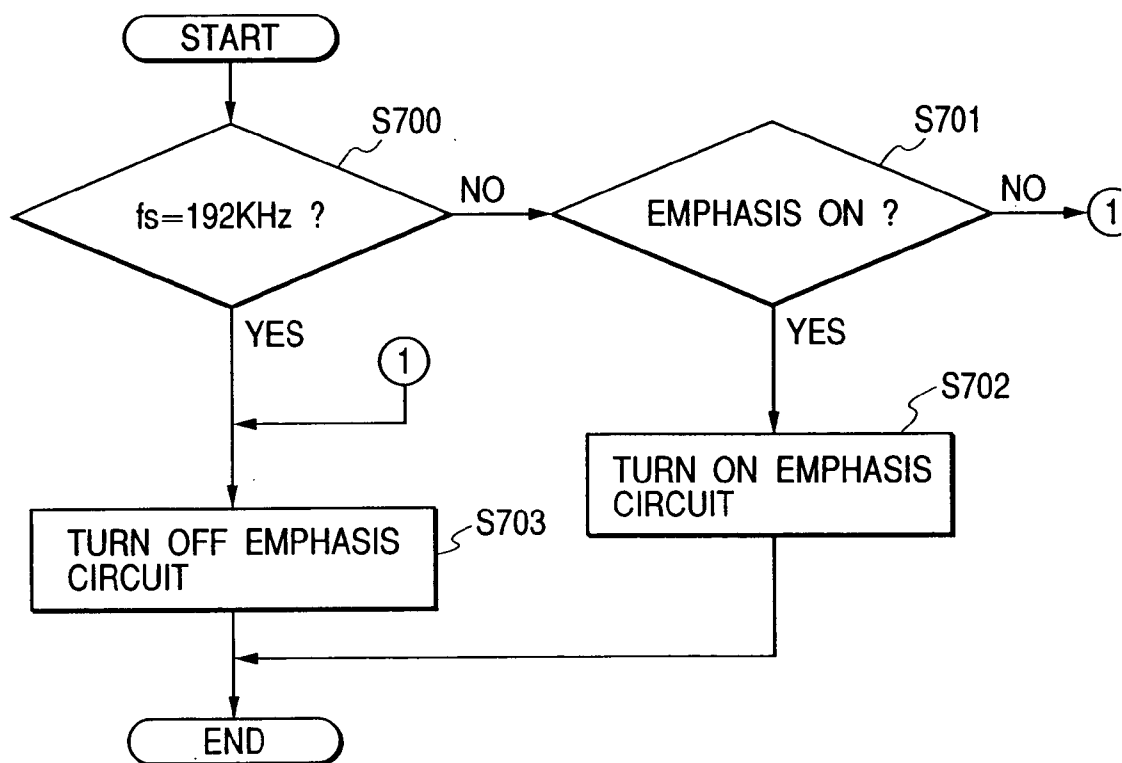 START
S700
fs=192KHz ?
NO
YES
S701
EMPHASIS ON ?
NO
1
YES
1
S702
TURN ON EMPHASIS
CIRCUIT
S703
TURN OFF EMPHASIS
CIRCUIT
END